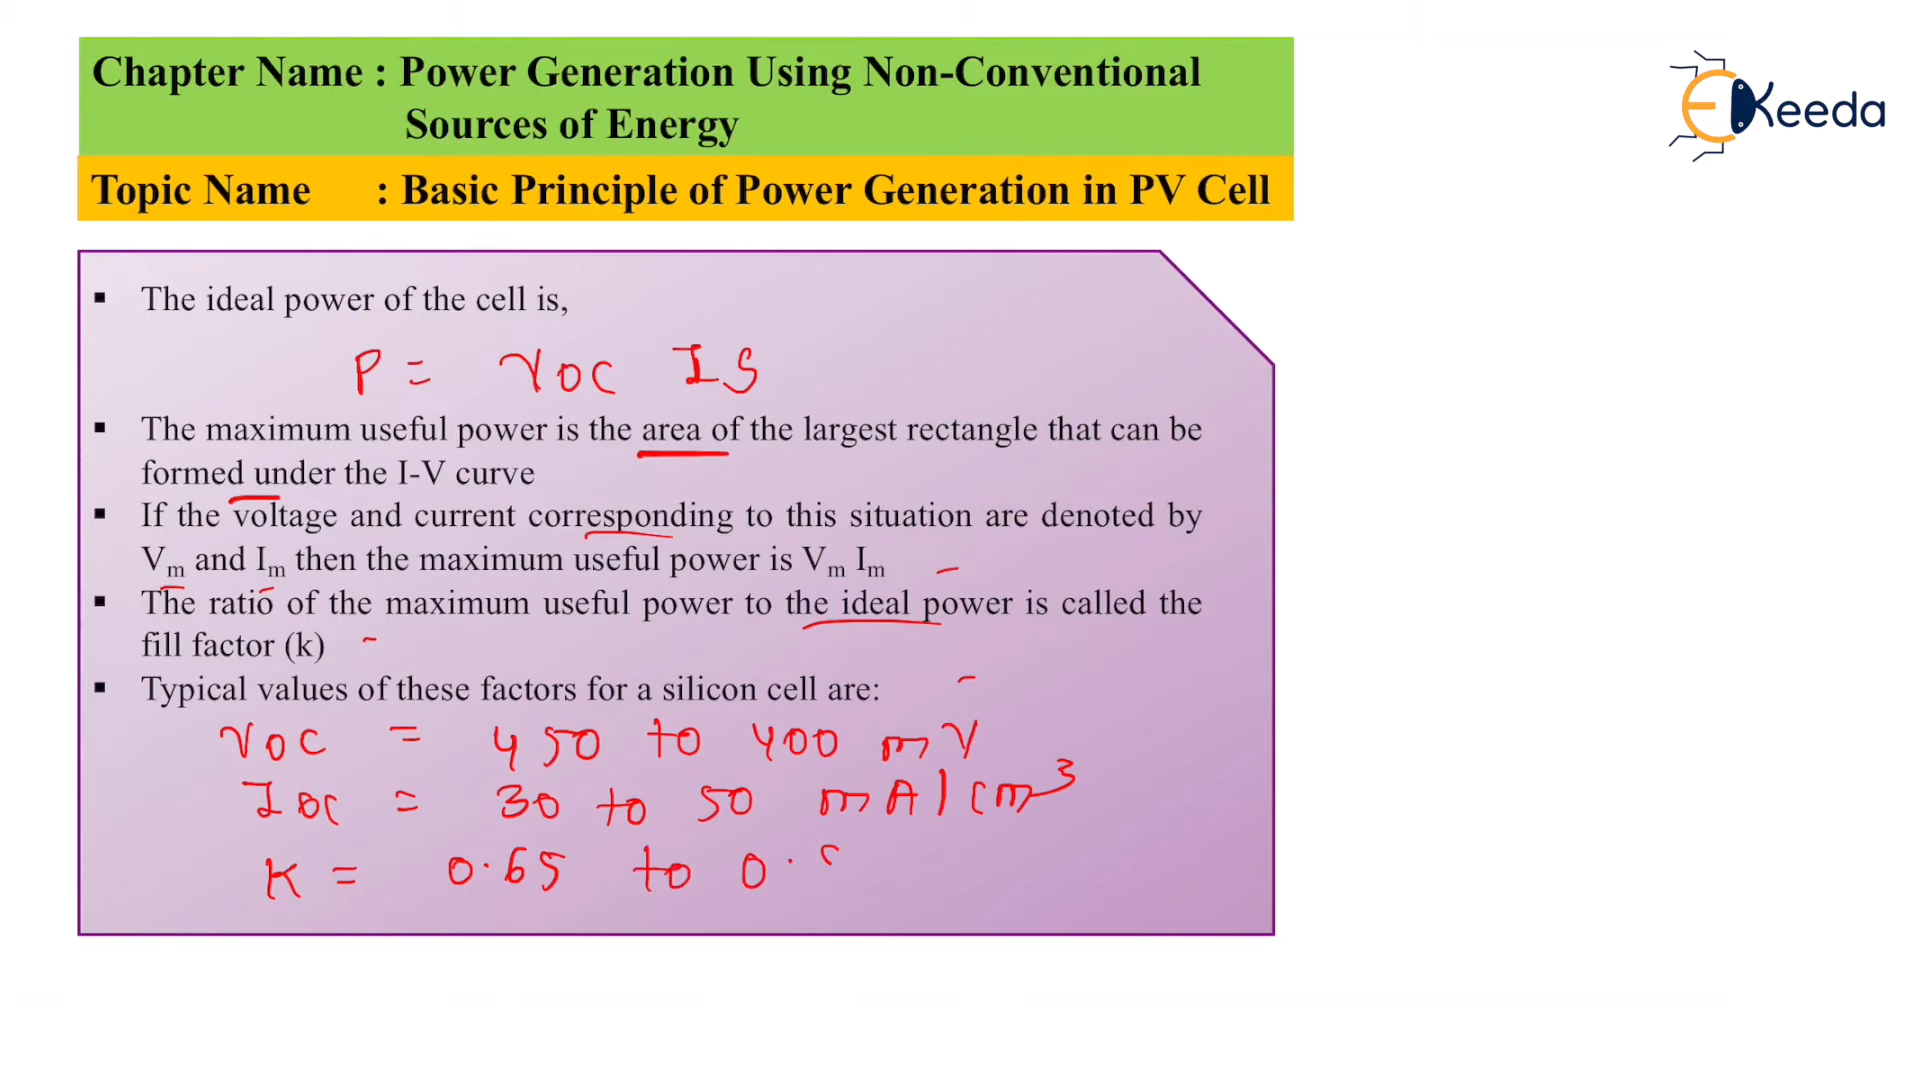 Chapter Name : Power Generation Using Non-Conventional
Sources of Energy
EKeeda
Topic Name : Basic Principle of Power Generation in PV Cell
▪ The ideal power of the cell is,
P = VOC IS
▪ The maximum useful power is the area of the largest rectangle that can be
formed under the I-V curve
▪ If the voltage and current corresponding to this situation are denoted by
Vm and Im then the maximum useful power is Vm Im
▪ The ratio of the maximum useful power to the ideal power is called the
fill factor (k)
▪ Typical values of these factors for a silicon cell are:
VOC = 450 to 400 mV
IOC = 30 to 50 mA/cm³
K = 0.65 to 0.